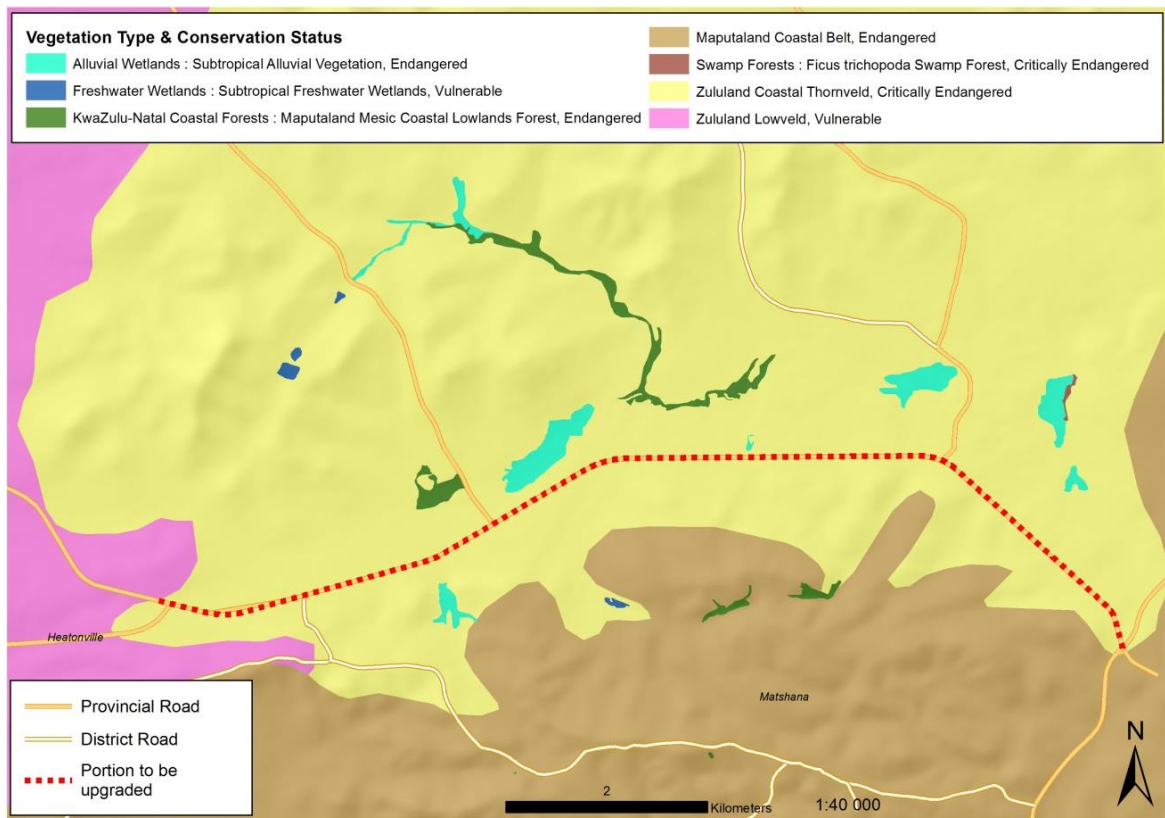 Vegetation Type & Conservation Status
Alluvial Wetlands : Subtropical Alluvial Vegetation, Endangered
Freshwater Wetlands : Subtropical Freshwater Wetlands, Vulnerable
KwaZulu-Natal Coastal Forests : Maputaland Mesic Coastal Lowlands Forest, Endangered
Maputaland Coastal Belt, Endangered
Swamp Forests : Ficus trichopoda Swamp Forest, Critically Endangered
Zululand Coastal Thornveld, Critically Endangered
Zululand Lowveld, Vulnerable
Heatonville
Matshana
Provincial Road
District Road
Portion to be
upgraded
2
Kilometers
1:40 000
N